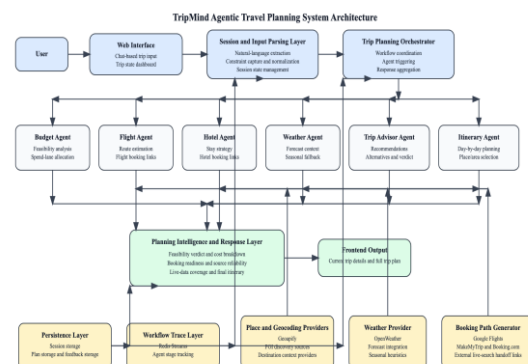 TripMind Agentic Travel Planning System Architecture
User
Web Interface
Chat-based trip input
Trip state dashboard
Session and Input Parsing Layer
Natural-language extraction
Constraint capture and normalization
Session state management
Trip Planning Orchestrator
Workflow coordination
Agent triggering
Response aggregation
Budget Agent
Feasibility analysis
Spend-lane allocation
Flight Agent
Route estimation
Flight booking links
Hotel Agent
Stay strategy
Hotel booking links
Weather Agent
Forecast context
Seasonal fallback
Trip Advisor Agent
Recommendations
Alternatives and verdict
Itinerary Agent
Day-by-day planning
Place/area selection
Planning Intelligence and Response Layer
Feasibility verdict and cost breakdown
Booking readiness and source reliability
Live-data coverage and final itinerary
Frontend Output
Current trip details and full trip plan
Persistence Layer
Session storage
Plan storage and feedback storage
Workflow Trace Layer
Redis Streams
Agent stage tracking
Place and Geocoding Providers
Geoapify
POI discovery sources
Destination context providers
Weather Provider
OpenWeather
Forecast integration
Seasonal heuristics
Booking Path Generator
Google Flights
MakeMyTrip and Booking.com
External live-search handoff links